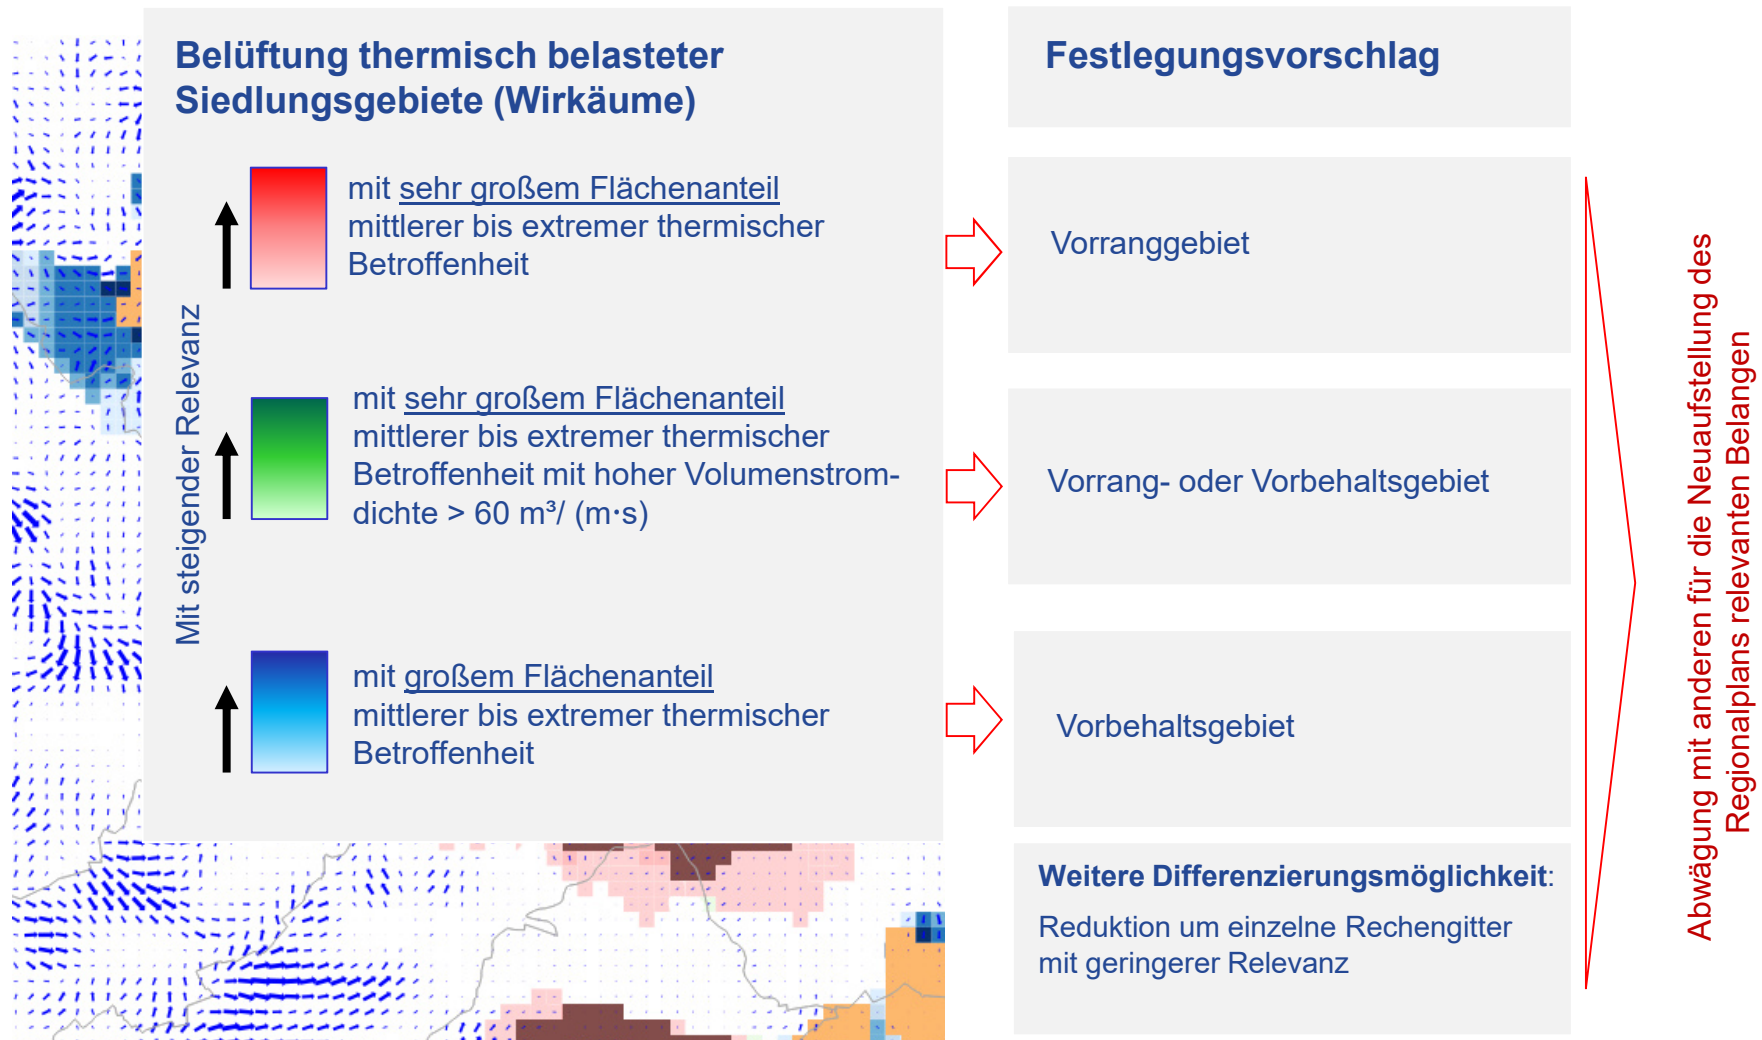 Belüftung thermisch belasteter
Siedlungsgebiete (Wirkäume)
Festlegungsvorschlag
Mit steigender Relevanz
mit sehr großem Flächenanteil
mittlerer bis extremer thermischer
Betroffenheit
Vorranggebiet
mit sehr großem Flächenanteil
mittlerer bis extremer thermischer
Betroffenheit mit hoher Volumenstrom-
dichte > 60 m³/ (m·s)
Vorrang- oder Vorbehaltsgebiet
mit großem Flächenanteil
mittlerer bis extremer thermischer
Betroffenheit
Vorbehaltsgebiet
Weitere Differenzierungsmöglichkeit:
Reduktion um einzelne Rechengitter
mit geringerer Relevanz
Abwägung mit anderen für die Neuaufstellung des
Regionalplans relevanten Belangen